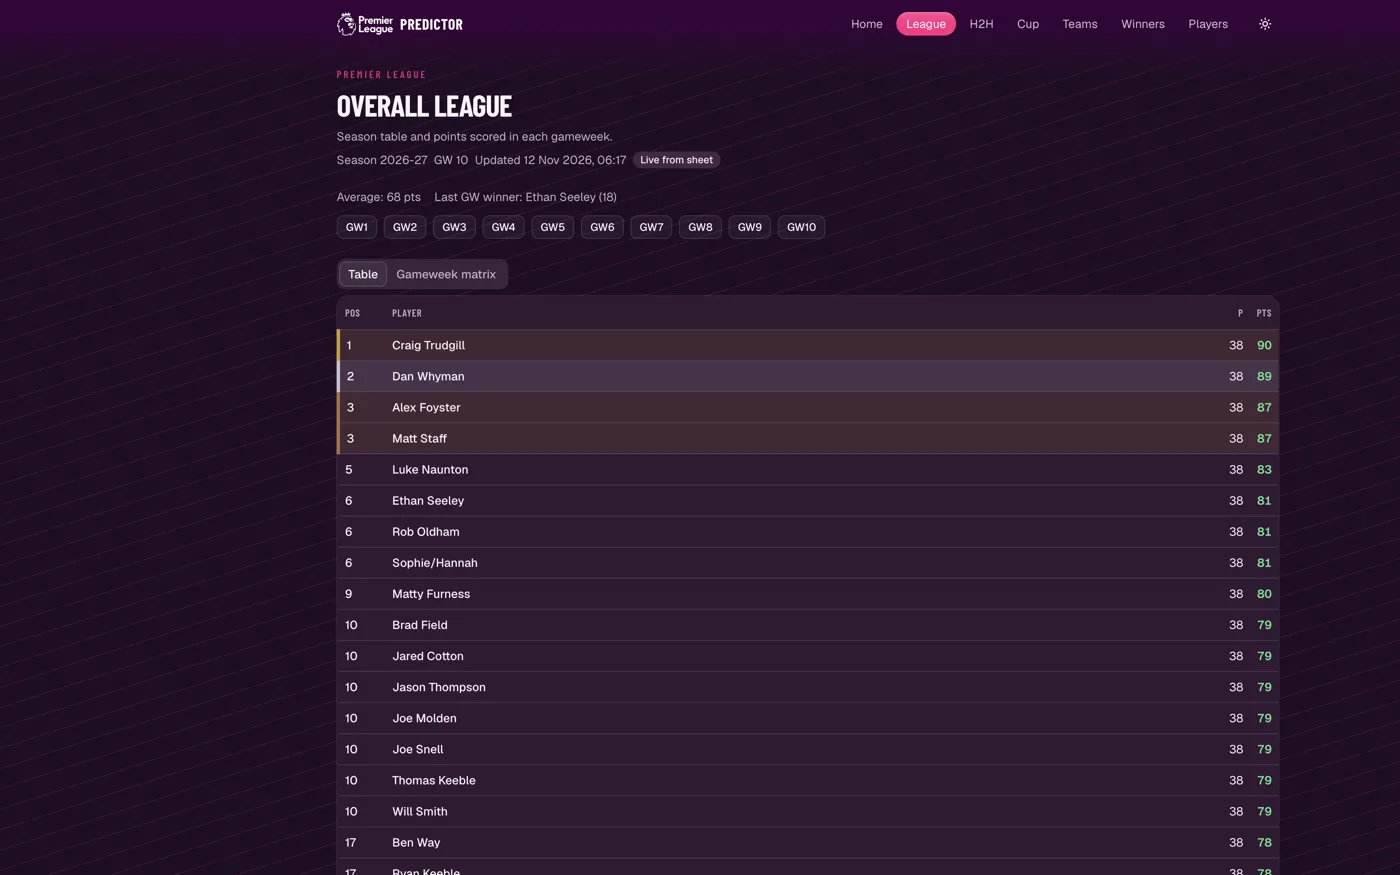 Premier League PREDICTOR
Home League H2H Cup Teams Winners Players
PREMIER LEAGUE
OVERALL LEAGUE
Season table and points scored in each gameweek.
Season 2026-27 GW 10 Updated 12 Nov 2026, 06:17 Live from sheet
Average: 68 pts Last GW winner: Ethan Seeley (18)
GW1 GW2 GW3 GW4 GW5 GW6 GW7 GW8 GW9 GW10
Table Gameweek matrix
POS PLAYER P PTS
1 Craig Trudgill 38 90
2 Dan Whyman 38 89
3 Alex Foyster 38 87
3 Matt Staff 38 87
5 Luke Naunton 38 83
6 Ethan Seeley 38 81
6 Rob Oldham 38 81
6 Sophie/Hannah 38 81
9 Matty Furness 38 80
10 Brad Field 38 79
10 Jared Cotton 38 79
10 Jason Thompson 38 79
10 Joe Molden 38 79
10 Joe Snell 38 79
10 Thomas Keeble 38 79
10 Will Smith 38 79
17 Ben Way 38 78
17 Ryan Keeble 38 78